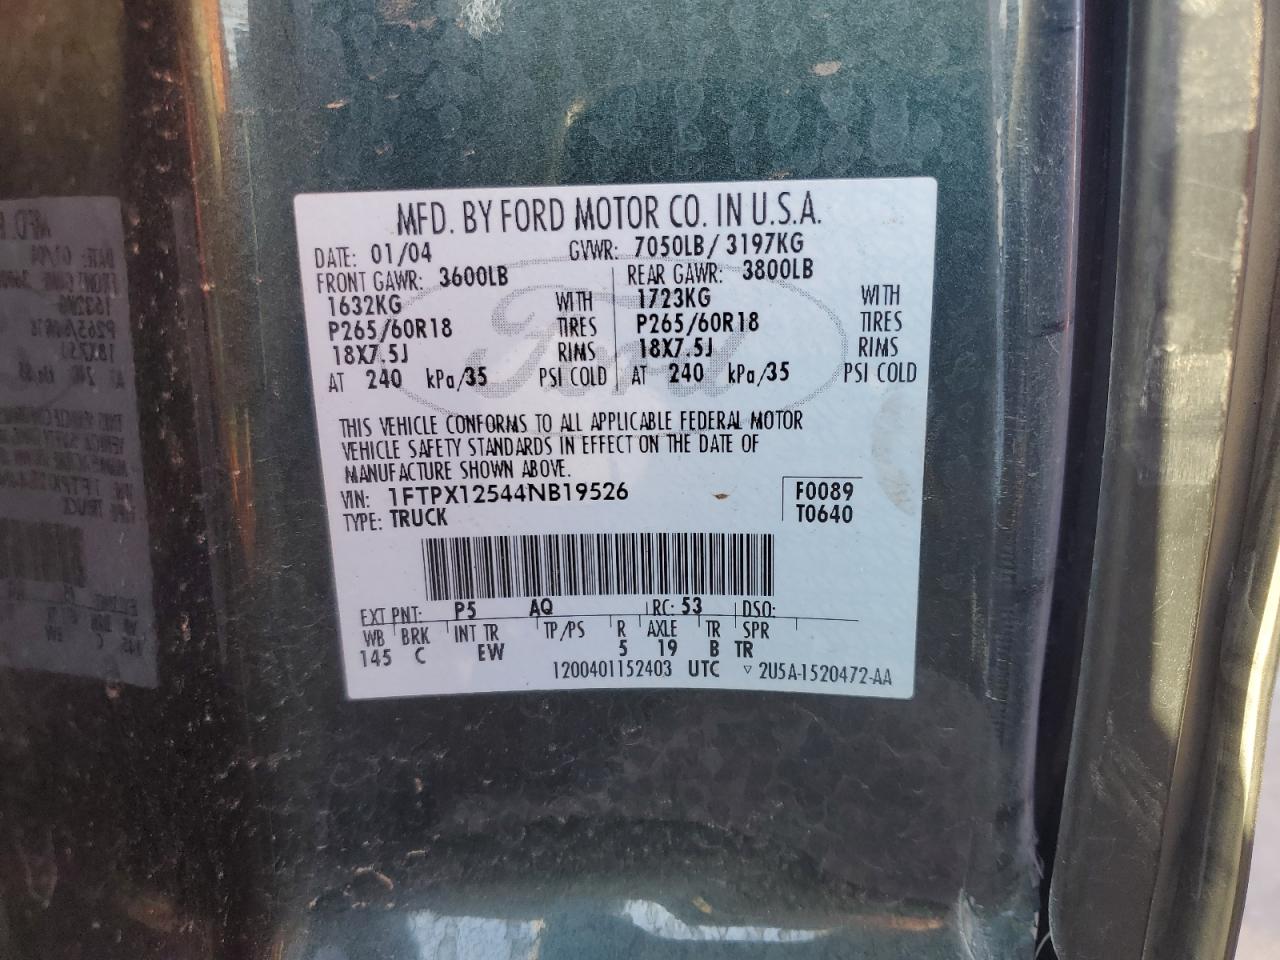 MFD. BY FORD MOTOR CO. IN U.S.A.
DATE: 01/04 GVWR: 7050LB/ 3197KG
FRONT GAWR: 3600LB REAR GAWR: 3800LB
1632KG WITH 1723KG WITH
P265/60R18 TIRES P265/60R18 TIRES
18X7.5J RIMS 18X7.5J RIMS
AT 240 kPa/35 PSI COLD AT 240 kPa/35 PSI COLD
Ford
THIS VEHICLE CONFORMS TO ALL APPLICABLE FEDERAL MOTOR
VEHICLE SAFETY STANDARDS IN EFFECT ON THE DATE OF
MANUFACTURE SHOWN ABOVE.
VIN: 1FTPX12544NB19526 F0089
TYPE: TRUCK T0640
EXT PNT: P5 AQ RC: 53 DSO:
WB BRK INT TR TP/PS R AXLE TR SPR
145 C EW 5 19 B TR
1200401152403 UTC ▽ 2U5A-1520472-AA